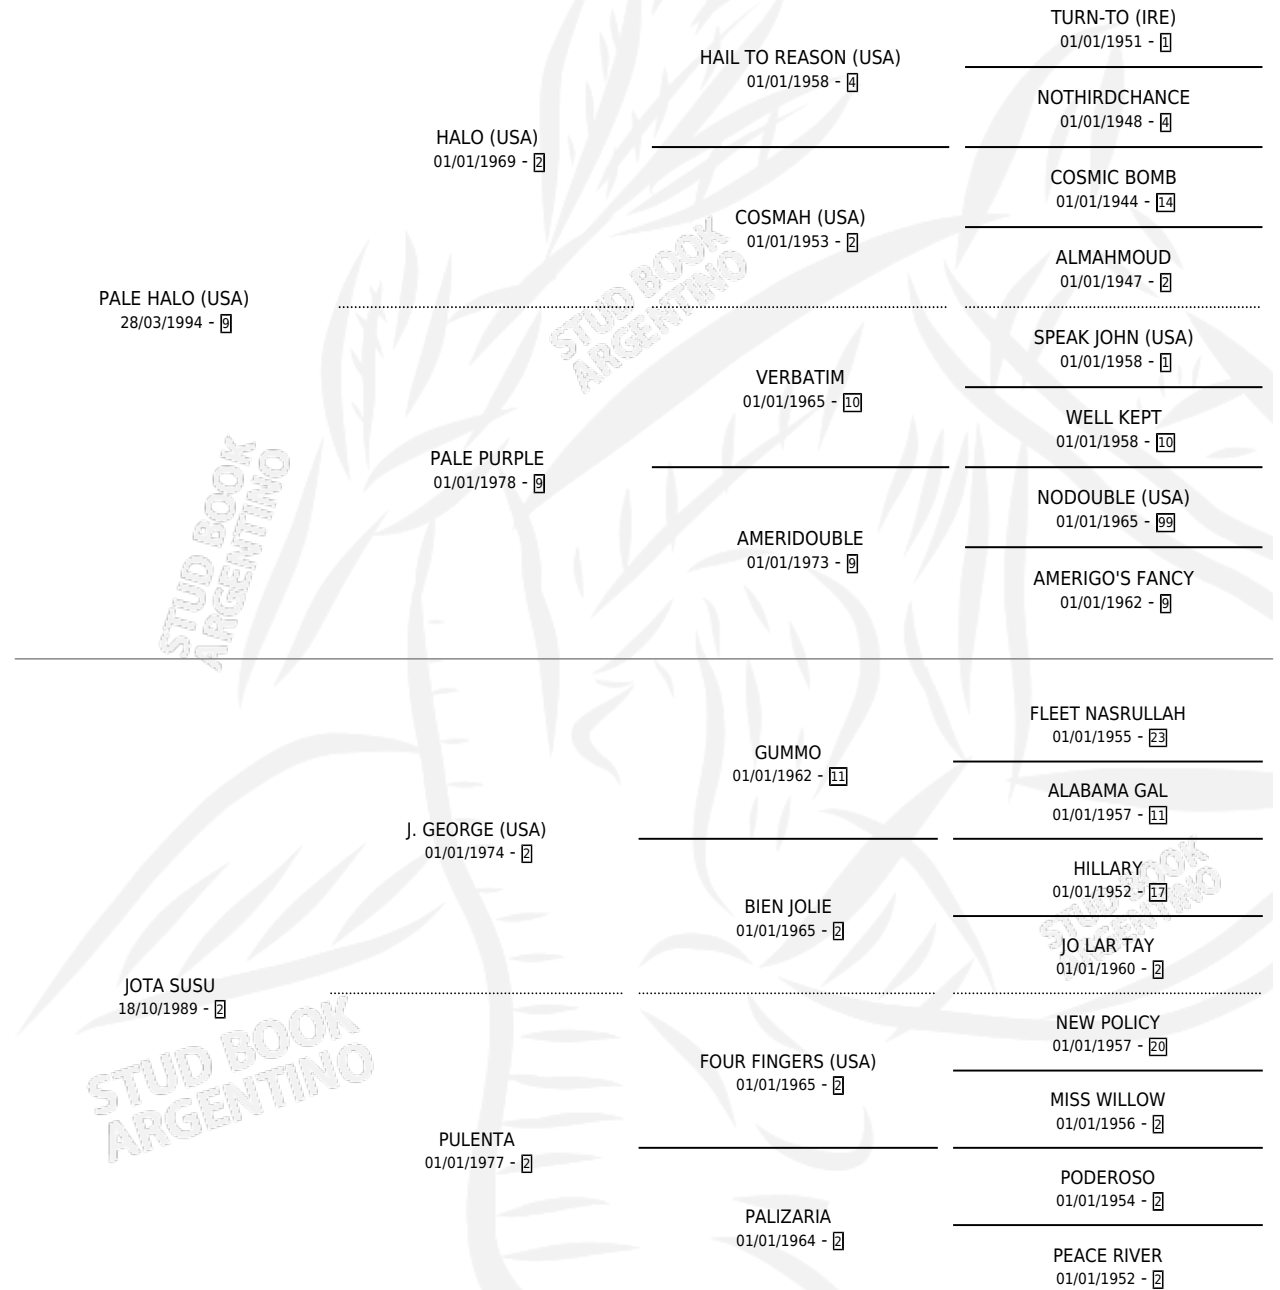 TURN-TO (IRE)
01/01/1951 - 1
HAIL TO REASON (USA)
01/01/1958 - 4
NOTHIRDCHANCE
01/01/1948 - 4
HALO (USA)
01/01/1969 - 2
COSMIC BOMB
01/01/1944 - 14
COSMAH (USA)
01/01/1953 - 2
ALMAHMOUD
01/01/1947 - 2
PALE HALO (USA)
28/03/1994 - 9
SPEAK JOHN (USA)
01/01/1958 - 1
VERBATIM
01/01/1965 - 10
WELL KEPT
01/01/1958 - 10
PALE PURPLE
01/01/1978 - 9
NODOUBLE (USA)
01/01/1965 - 99
AMERIDOUBLE
01/01/1973 - 9
AMERIGO'S FANCY
01/01/1962 - 9
FLEET NASRULLAH
01/01/1955 - 23
GUMMO
01/01/1962 - 11
ALABAMA GAL
01/01/1957 - 11
J. GEORGE (USA)
01/01/1974 - 2
HILLARY
01/01/1952 - 17
BIEN JOLIE
01/01/1965 - 2
JO LAR TAY
01/01/1960 - 2
JOTA SUSU
18/10/1989 - 2
NEW POLICY
01/01/1957 - 20
FOUR FINGERS (USA)
01/01/1965 - 2
MISS WILLOW
01/01/1956 - 2
PULENTA
01/01/1977 - 2
PODEROSO
01/01/1954 - 2
PALIZARIA
01/01/1964 - 2
PEACE RIVER
01/01/1952 - 2
STUD BOOK
ARGENTINO
STUD BOOK
ARGENTINO
STUD BOOK
ARGENTINO
STUD BOOK
ARGENTINO